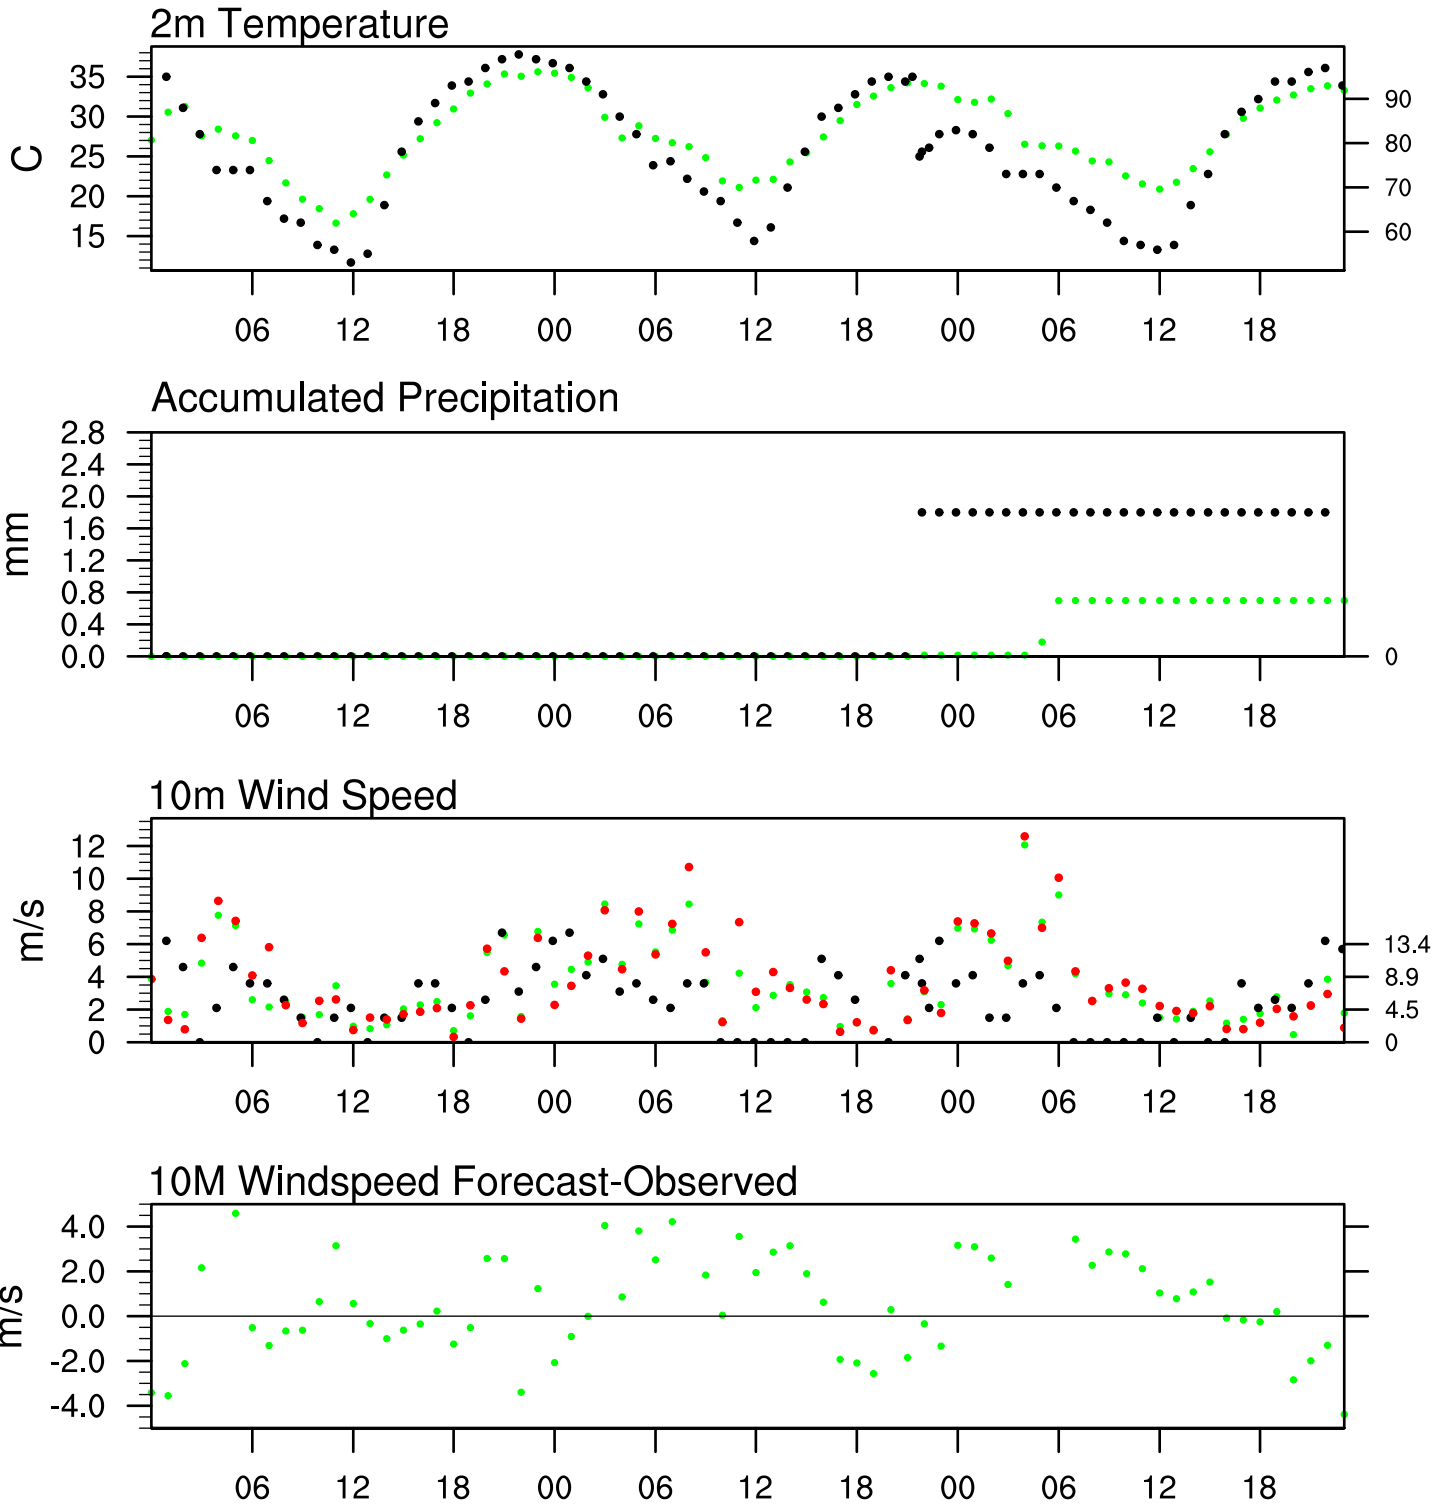 2m Temperature
35
30
25
20
15
C
90
80
70
60
06 12 18 00 06 12 18 00 06 12 18
Accumulated Precipitation
2.8
2.4
2.0
1.6
1.2
0.8
0.4
0.0
mm
0
06 12 18 00 06 12 18 00 06 12 18
10m Wind Speed
12
10
8
6
4
2
0
m/s
13.4
8.9
4.5
0
06 12 18 00 06 12 18 00 06 12 18
10M Windspeed Forecast-Observed
4.0
2.0
0.0
-2.0
-4.0
m/s
06 12 18 00 06 12 18 00 06 12 18